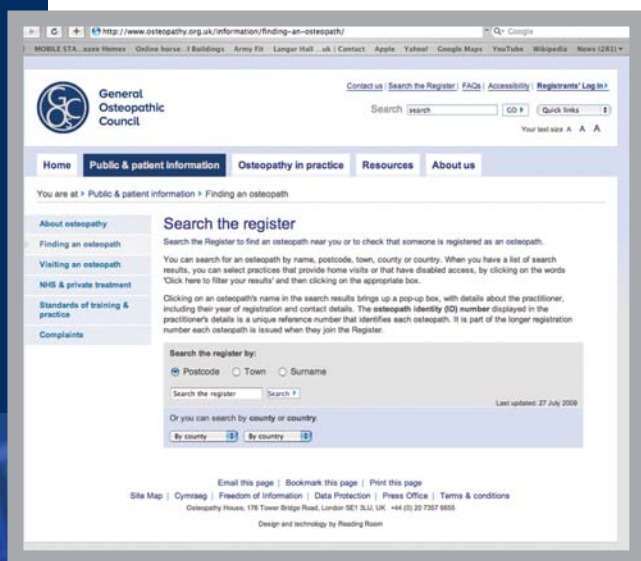 http://www.osteopathy.org.uk/information/finding-an-osteopath/
Google
MOBILE STA... Homes Online horse...l Buildings Army Fit Langar Hall ...uk | Contact Apple Yahoo! Google Maps YouTube Wikipedia News (281)
General
Osteopathic
Council
Contact us | Search the Register | FAQs | Accessibility | Registrants' Log in
Search search GO Quick links
Your text size A A A
Home Public & patient information Osteopathy in practice Resources About us
You are at Public & patient information Finding an osteopath
About osteopathy
Finding an osteopath
Visiting an osteopath
NHS & private treatment
Standards of training &
practice
Complaints
Search the register
Search the Register to find an osteopath near you or to check that someone is registered as an osteopath.
You can search for an osteopath by name, postcode, town, county or country. When you have a list of search
results, you can select practices that provide home visits or that have disabled access, by clicking on the words
'Click here to filter your results' and then clicking on the appropriate box.
Clicking on an osteopath's name in the search results brings up a pop-up box, with details about the practitioner,
including their year of registration and contact details. The osteopath identity (ID) number displayed in the
practitioner's details is a unique reference number that identifies each osteopath. It is part of the longer registration
number each osteopath is issued when they join the Register.
Search the register by:
Postcode Town Surname
Search the register Search
Last updated: 27 July 2009
Or you can search by county or country.
By county By country
Email this page | Bookmark this page | Print this page
Site Map | Cymraeg | Freedom of Information | Data Protection | Press Office | Terms & conditions
Osteopathy House, 176 Tower Bridge Road, London SE1 3LU, UK +44 (0) 20 7357 6655
Design and technology by Reading Room